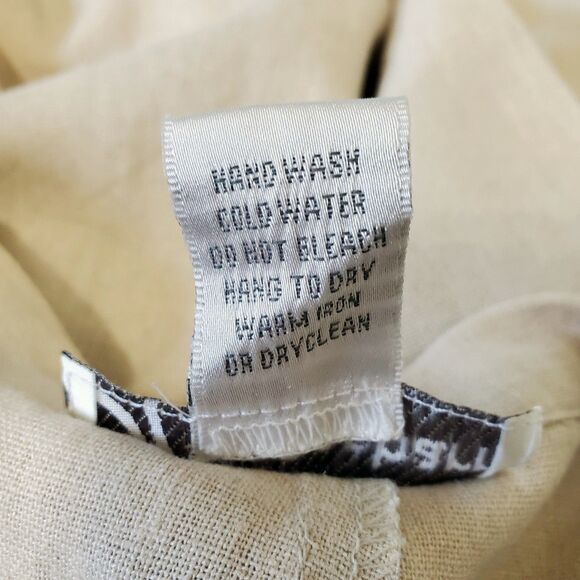 HAND WASH
COLD WATER
DO NOT BLEACH
HANG TO DRY
WARM IRON
OR DRYCLEAN